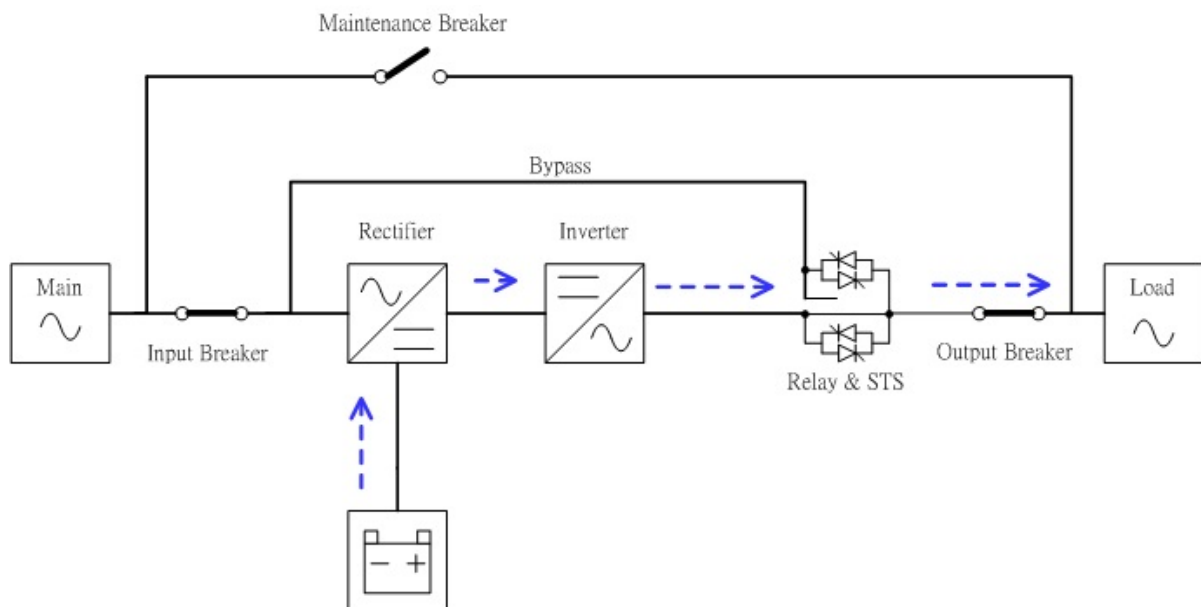 Maintenance Breaker
Bypass
Rectifier
Inverter
Main
Load
Input Breaker
Output Breaker
Relay & STS